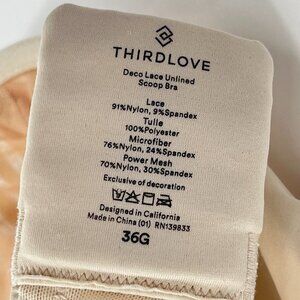 THIRDLOVE
Deco Lace Unlined
Scoop Bra
Lace
91%Nylon, 9%Spandex
Tulle
100%Polyester
Microfiber
76%Nylon, 24%Spandex
Power Mesh
70%Nylon, 30%Spandex
Exclusive of decoration
Designed in California
Made in China (01) RN139833
36G